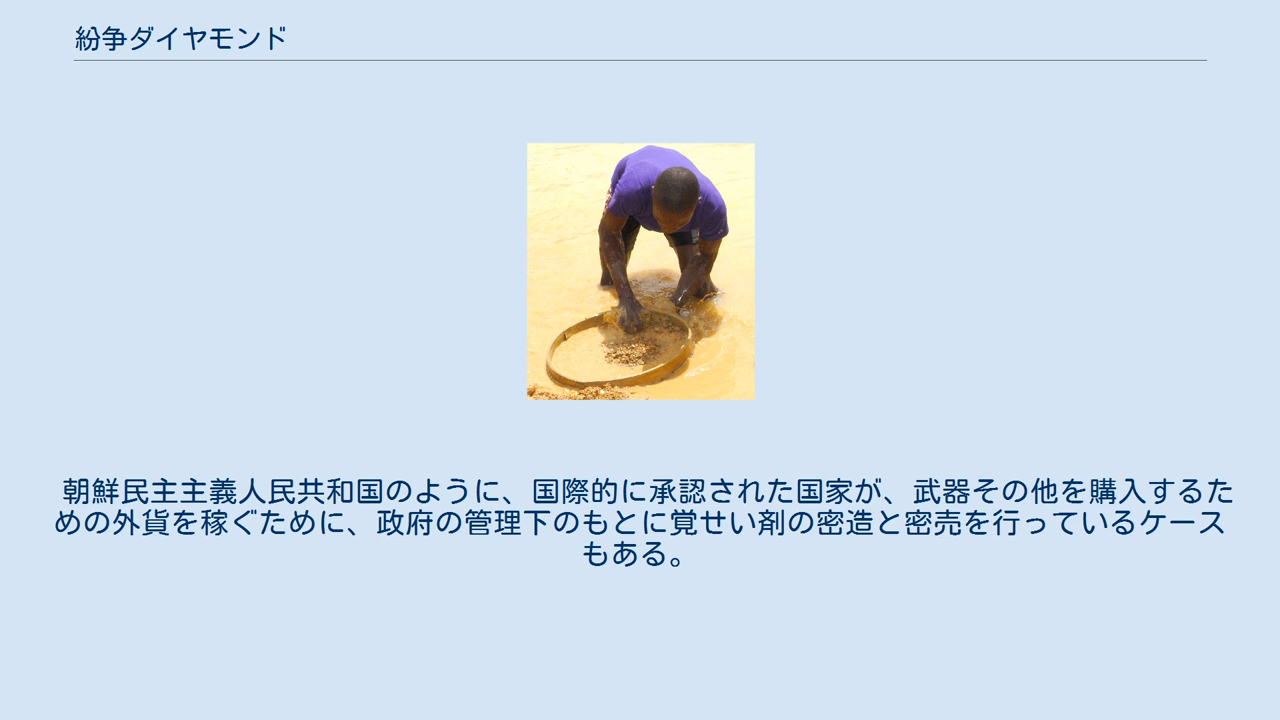 紛争ダイヤモンド
朝鮮民主主義人民共和国のように、国際的に承認された国家が、武器その他を購入するた
めの外貨を稼ぐために、政府の管理下のもとに覚せい剤の密造と密売を行っているケース
もある。